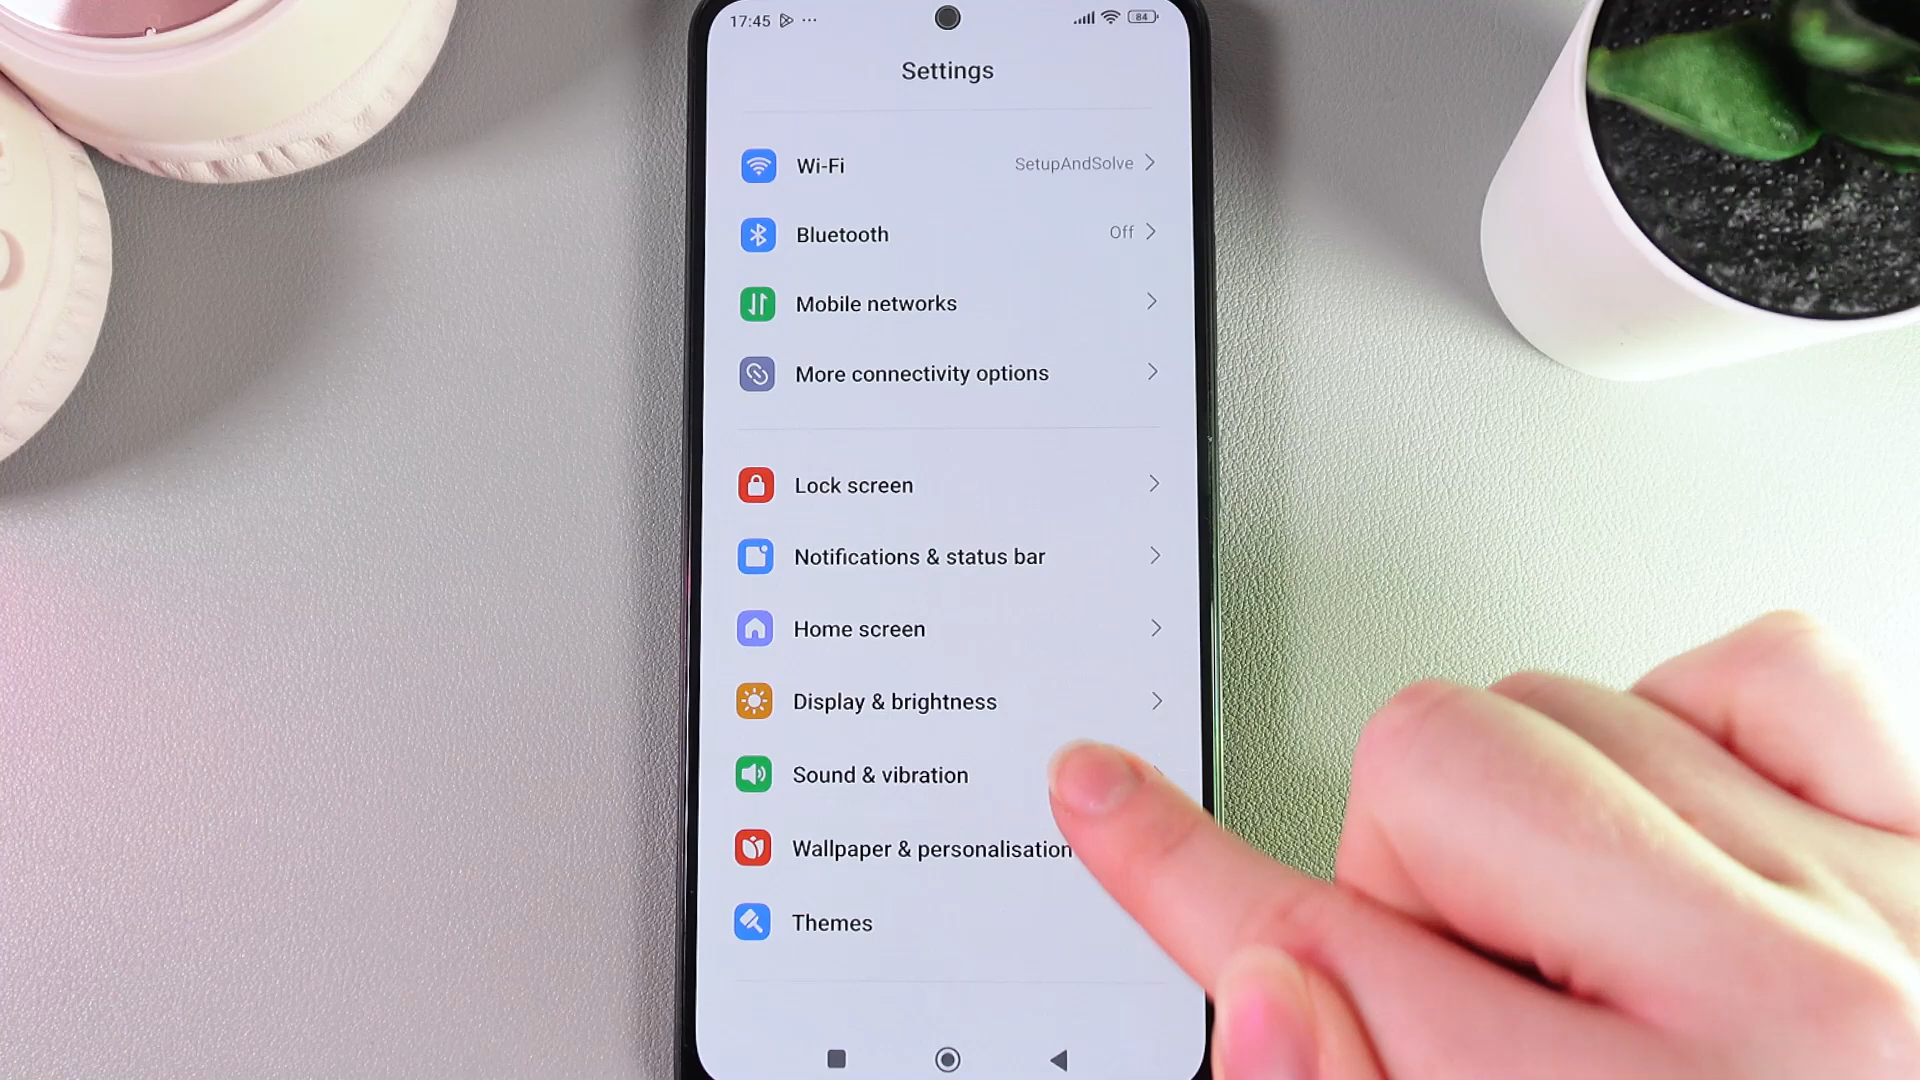 17:45 ... 84
Settings
Wi-Fi SetupAndSolve
Bluetooth Off
Mobile networks
More connectivity options
Lock screen
Notifications & status bar
Home screen
Display & brightness
Sound & vibration
Wallpaper & personalisation
Themes